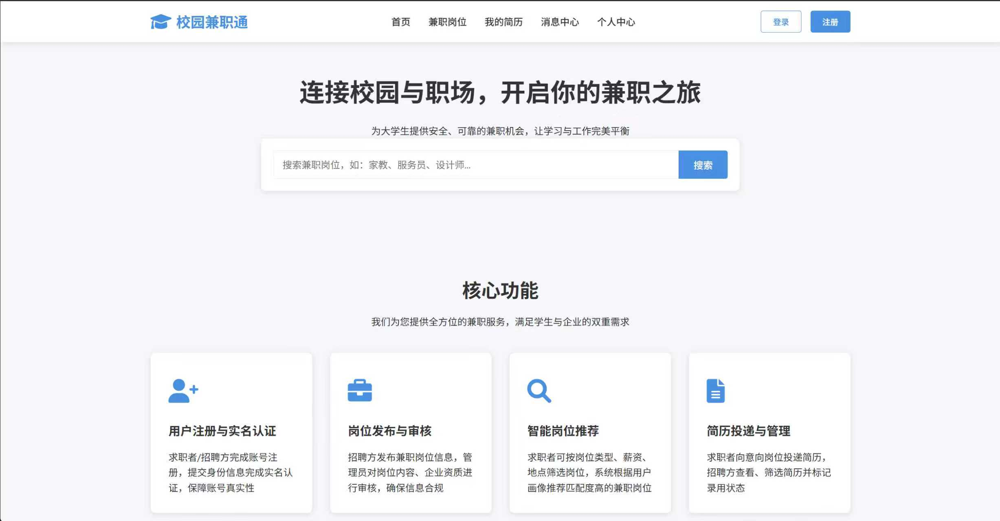 校园兼职通
首页
兼职岗位
我的简历
消息中心
个人中心
登录
注册
连接校园与职场，开启你的兼职之旅
为大学生提供安全、可靠的兼职机会，让学习与工作完美平衡
搜索兼职岗位，如：家教、服务员、设计师...
搜索
核心功能
我们为您提供全方位的兼职服务，满足学生与企业的双重需求
用户注册与实名认证
求职者/招聘方完成账号注
册，提交身份信息完成实名认
证，保障账号真实性
岗位发布与审核
招聘方发布兼职岗位信息，管
理员对岗位内容、企业资质进
行审核，确保信息合规
智能岗位推荐
求职者可按岗位类型、薪资、
地点筛选岗位，系统根据用户
画像推荐匹配度高的兼职岗位
简历投递与管理
求职者向意向岗位投递简历，
招聘方查看、筛选简历并标记
录用状态